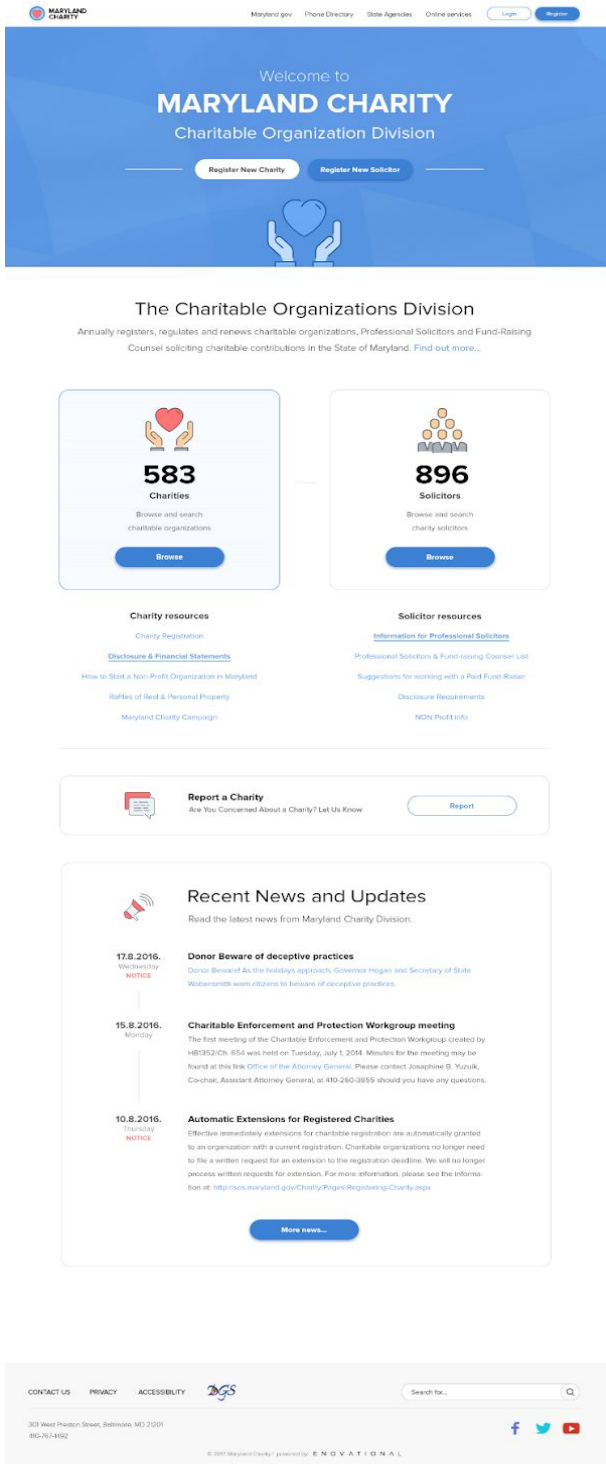 MARYLAND
CHARITY
Maryland gov Phone Directory State Agencies Online services Login Register
Welcome to
MARYLAND CHARITY
Charitable Organization Division
Register New Charity Register New Solicitor
The Charitable Organizations Division
Annually registers, regulates and renews charitable organizations, Professional Solicitors and Fund-Raising
Counsel soliciting charitable contributions in the State of Maryland. Find out more...
583
Charities
Browse and search
charitable organizations
Browse
896
Solicitors
Browse and search
charity solicitors
Browse
Charity resources
Charity Registration
Disclosure & Financial Statements
How to Start a Non-Profit Organization in Maryland
Raffles of Real & Personal Property
Maryland Charity Campaign
Solicitor resources
Information for Professional Solicitors
Professional Solicitors & Fund-raising Counsel List
Suggestions for working with a Paid Fund-Raiser
Disclosure Requirements
NON Profit Info
Report a Charity
Are You Concerned About a Charity? Let Us Know
Report
Recent News and Updates
Read the latest news from Maryland Charity Division.
17.8.2016.
Wednesday
NOTICE
Donor Beware of deceptive practices
Donor Beware! As the holidays approach, Governor Hogan and Secretary of State
Wobensmith warn citizens to beware of deceptive practices.
15.8.2016.
Monday
Charitable Enforcement and Protection Workgroup meeting
The first meeting of the Charitable Enforcement and Protection Workgroup created by
HB1352/Ch. 654 was held on Tuesday, July 1, 2014. Minutes for the meeting may be
found at this link Office of the Attorney General. Please contact Josaphine B. Yuzuik,
Co-chair, Assistant Attorney General, at 410-260-3855 should you have any questions.
10.8.2016.
Thursday
NOTICE
Automatic Extensions for Registered Charities
Effective immediately extensions for charitable registration are automatically granted
to an organization with a current registration. Charitable organizations no longer need
to file a written request for an extension to the registration deadline. We will no longer
process written requests for extension. For more information, please see the informa-
tion at: http://sos.maryland.gov/Charity/Pages/Registering-Charity.aspx
More news...
CONTACT US PRIVACY ACCESSIBILITY DGS Search for...
301 West Preston Street, Baltimore, MD 21201
410-767-1492
© 2017 Maryland Charity | powered by ENOVATIONAL